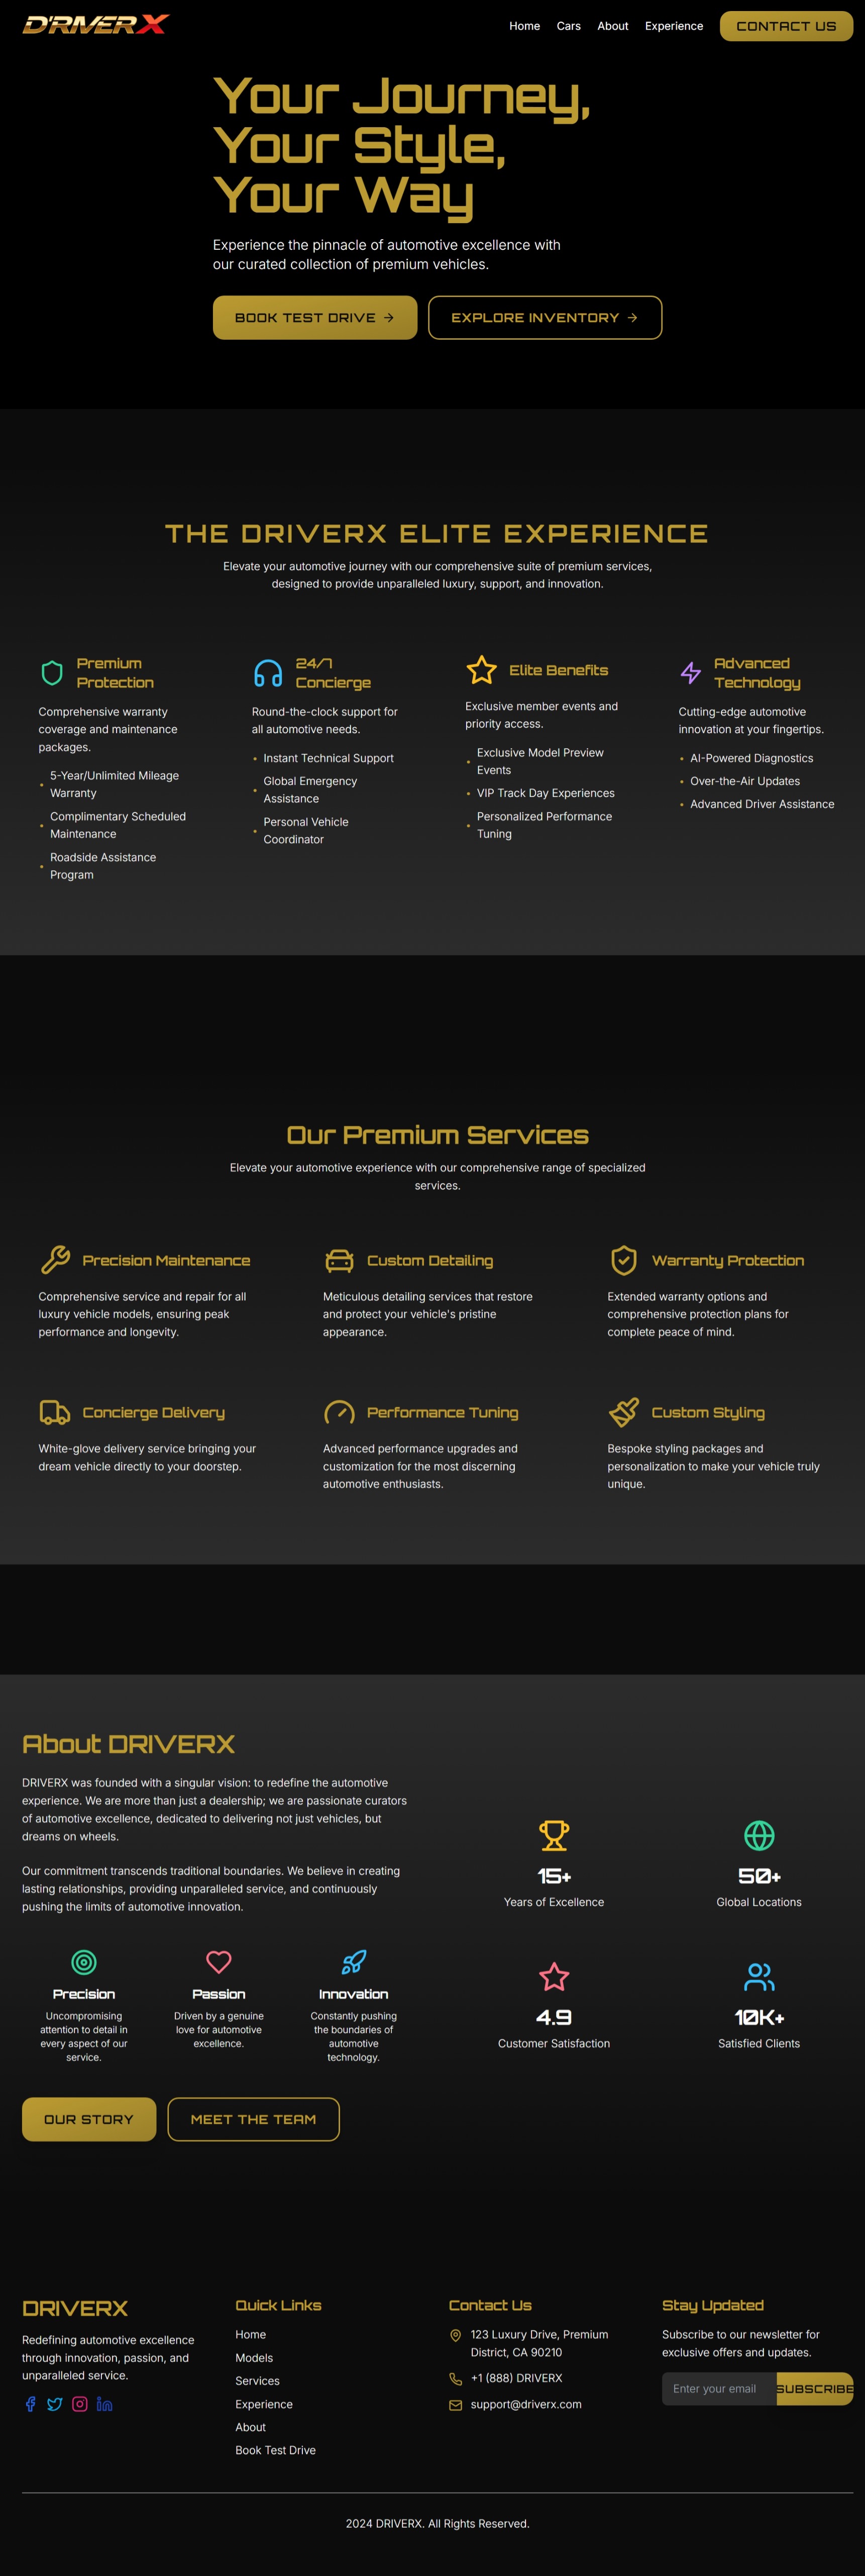 D'RIVER X
Home Cars About Experience CONTACT US
Your Journey,
Your Style,
Your Way
Experience the pinnacle of automotive excellence with
our curated collection of premium vehicles.
BOOK TEST DRIVE → EXPLORE INVENTORY →
THE DRIVERX ELITE EXPERIENCE
Elevate your automotive journey with our comprehensive suite of premium services,
designed to provide unparalleled luxury, support, and innovation.
Premium
Protection
Comprehensive warranty
coverage and maintenance
packages.
• 5-Year/Unlimited Mileage
Warranty
• Complimentary Scheduled
Maintenance
• Roadside Assistance
Program
24/7
Concierge
Round-the-clock support for
all automotive needs.
• Instant Technical Support
• Global Emergency
Assistance
• Personal Vehicle
Coordinator
Elite Benefits
Exclusive member events and
priority access.
• Exclusive Model Preview
Events
• VIP Track Day Experiences
• Personalized Performance
Tuning
Advanced
Technology
Cutting-edge automotive
innovation at your fingertips.
• AI-Powered Diagnostics
• Over-the-Air Updates
• Advanced Driver Assistance
Our Premium Services
Elevate your automotive experience with our comprehensive range of specialized
services.
Precision Maintenance
Comprehensive service and repair for all
luxury vehicle models, ensuring peak
performance and longevity.
Custom Detailing
Meticulous detailing services that restore
and protect your vehicle's pristine
appearance.
Warranty Protection
Extended warranty options and
comprehensive protection plans for
complete peace of mind.
Concierge Delivery
White-glove delivery service bringing your
dream vehicle directly to your doorstep.
Performance Tuning
Advanced performance upgrades and
customization for the most discerning
automotive enthusiasts.
Custom Styling
Bespoke styling packages and
personalization to make your vehicle truly
unique.
About DRIVERX
DRIVERX was founded with a singular vision: to redefine the automotive
experience. We are more than just a dealership; we are passionate curators
of automotive excellence, dedicated to delivering not just vehicles, but
dreams on wheels.
Our commitment transcends traditional boundaries. We believe in creating
lasting relationships, providing unparalleled service, and continuously
pushing the limits of automotive innovation.
Precision
Uncompromising
attention to detail in
every aspect of our
service.
Passion
Driven by a genuine
love for automotive
excellence.
Innovation
Constantly pushing
the boundaries of
automotive
technology.
OUR STORY MEET THE TEAM
15+
Years of Excellence
50+
Global Locations
4.9
Customer Satisfaction
10K+
Satisfied Clients
DRIVERX
Redefining automotive excellence
through innovation, passion, and
unparalleled service.
Quick Links
Home
Models
Services
Experience
About
Book Test Drive
Contact Us
123 Luxury Drive, Premium
District, CA 90210
+1 (888) DRIVERX
support@driverx.com
Stay Updated
Subscribe to our newsletter for
exclusive offers and updates.
Enter your email SUBSCRIBE
2024 DRIVERX. All Rights Reserved.